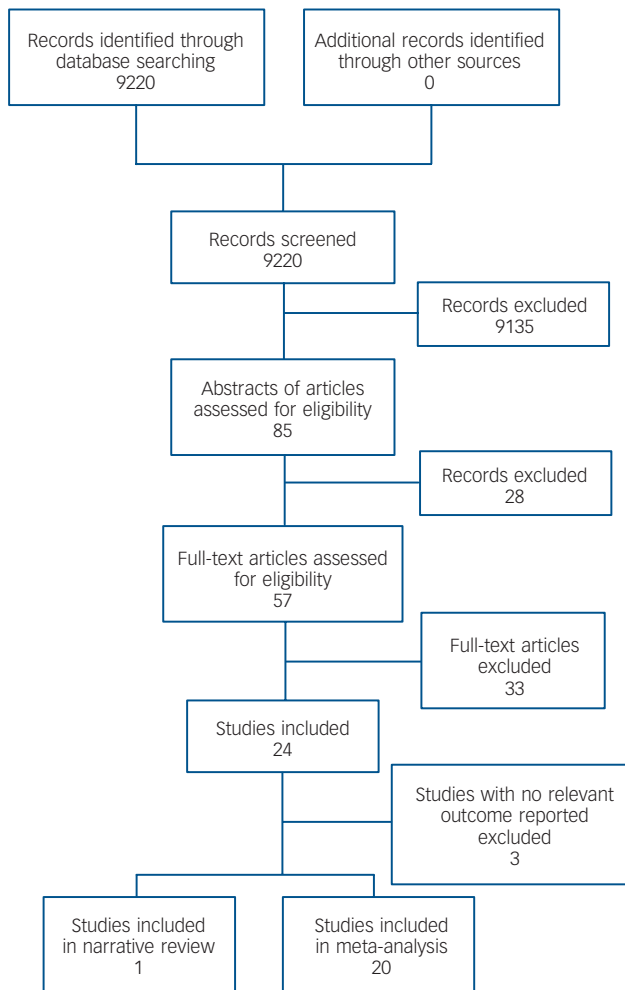 Records identified through
database searching
9220
Additional records identified
through other sources
0
Records screened
9220
Records excluded
9135
Abstracts of articles
assessed for eligibility
85
Records excluded
28
Full-text articles assessed
for eligibility
57
Full-text articles
excluded
33
Studies included
24
Studies with no relevant
outcome reported
excluded
3
Studies included
in narrative review
1
Studies included
in meta-analysis
20